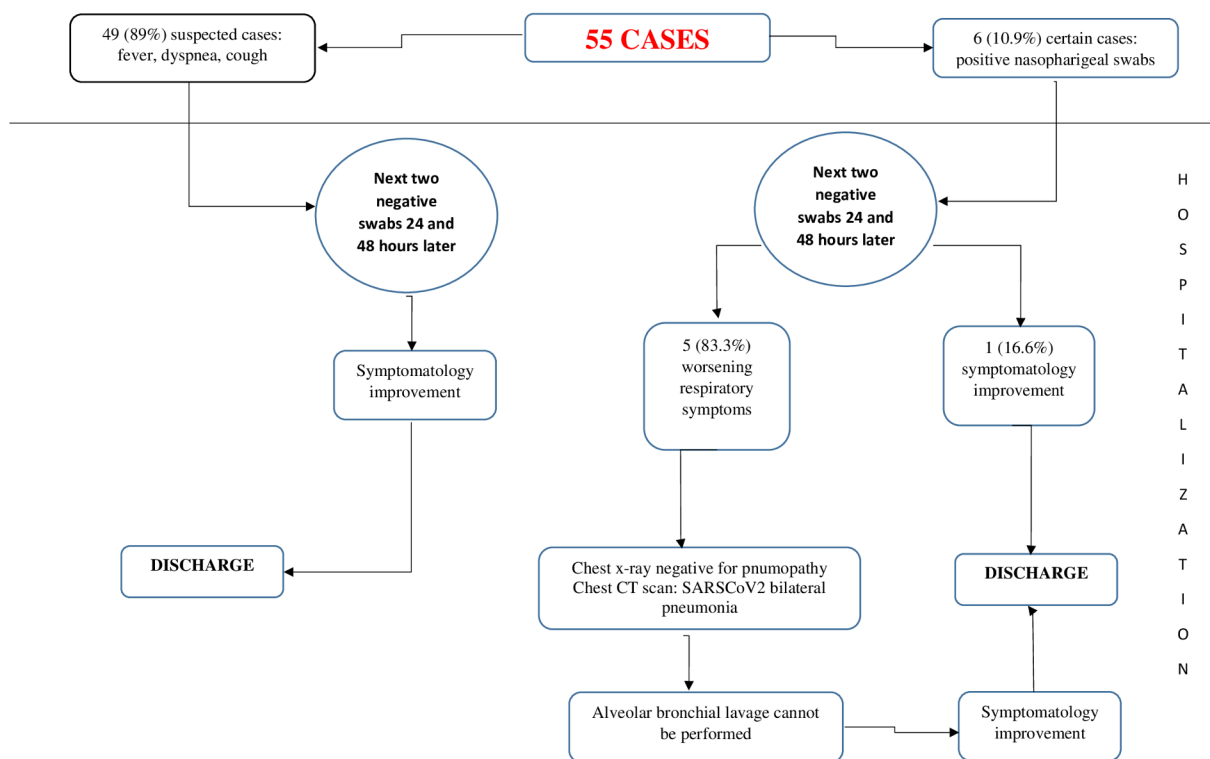 49 (89%) suspected cases:
fever, dyspnea, cough
55 CASES
6 (10.9%) certain cases:
positive nasopharigeal swabs
Next two
negative
swabs 24 and
48 hours later
Next two
negative
swabs 24 and
48 hours later
Symptomatology
improvement
5 (83.3%)
worsening
respiratory
symptoms
1 (16.6%)
symptomatology
improvement
DISCHARGE
Chest x-ray negative for pnumopathy
Chest CT scan: SARSCoV2 bilateral
pneumonia
DISCHARGE
Alveolar bronchial lavage cannot
be performed
Symptomatology
improvement
H
O
S
P
I
T
A
L
I
Z
A
T
I
O
N